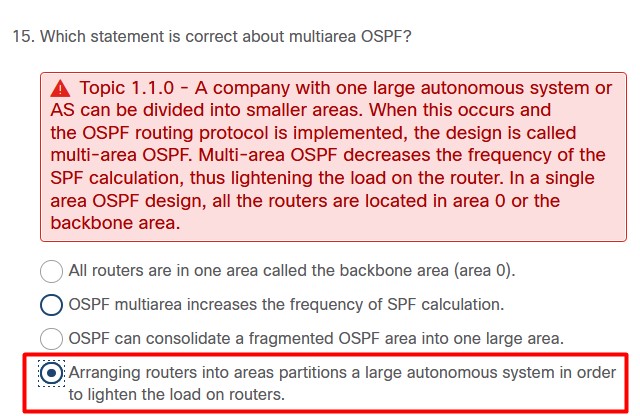 15. Which statement is correct about multiarea OSPF?
Topic 1.1.0 - A company with one large autonomous system or
AS can be divided into smaller areas. When this occurs and
the OSPF routing protocol is implemented, the design is called
multi-area OSPF. Multi-area OSPF decreases the frequency of the
SPF calculation, thus lightening the load on the router. In a single
area OSPF design, all the routers are located in area 0 or the
backbone area.
All routers are in one area called the backbone area (area 0).
OSPF multiarea increases the frequency of SPF calculation.
OSPF can consolidate a fragmented OSPF area into one large area.
Arranging routers into areas partitions a large autonomous system in order
to lighten the load on routers.